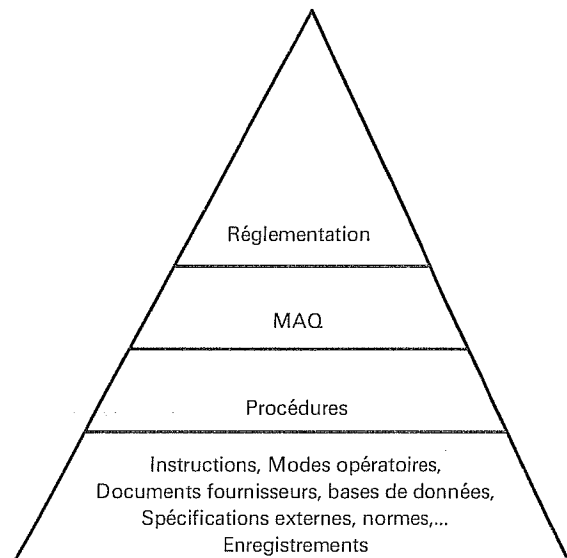 Réglementation
MAQ
Procédures
Instructions, Modes opératoires,
Documents fournisseurs, bases de données,
Spécifications externes, normes,...
Enregistrements